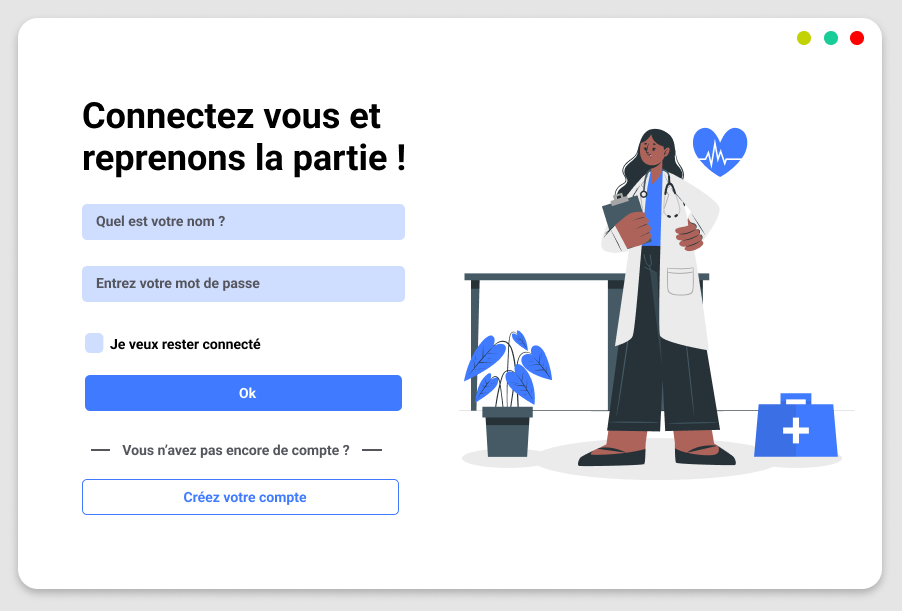 Connectez vous et
reprenons la partie !
Quel est votre nom ?
Entrez votre mot de passe
Je veux rester connecté
Ok
Vous n’avez pas encore de compte ?
Créez votre compte